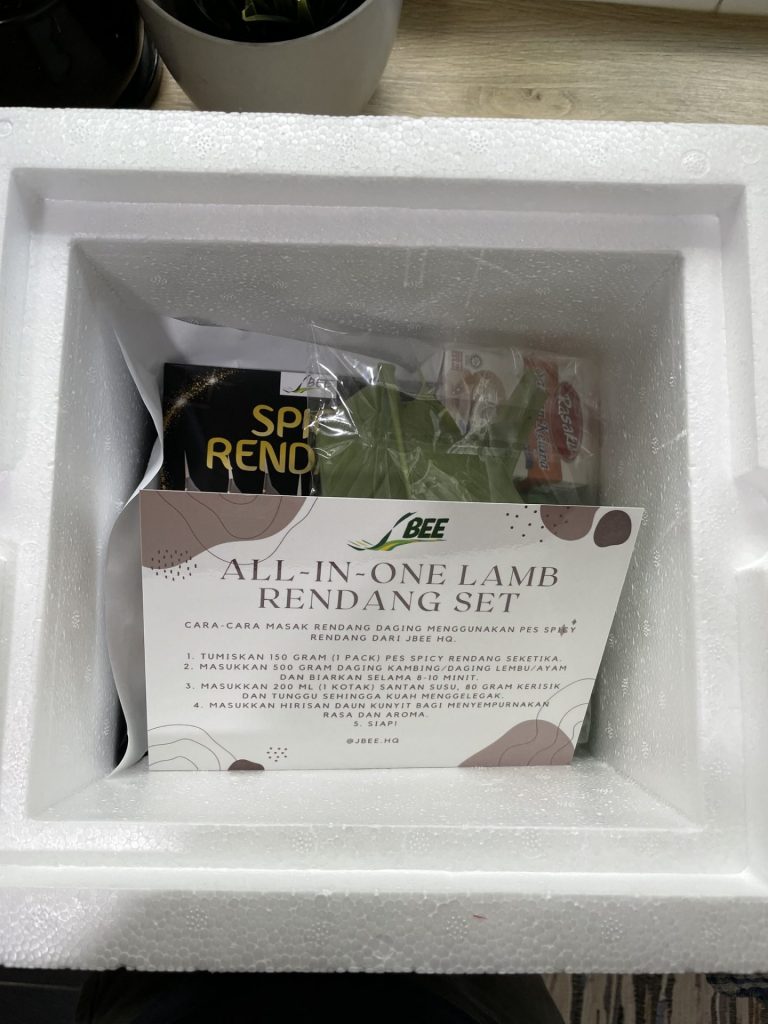 BEE
SPI
REND
Rasaku
JBEE
ALL-IN-ONE LAMB
RENDANG SET
CARA-CARA MASAK RENDANG DAGING MENGGUNAKAN PES SPICY
RENDANG DARI JBEE HQ.
1. TUMISKAN 150 GRAM (1 PACK) PES SPICY RENDANG SEKETIKA.
2. MASUKKAN 500 GRAM DAGING KAMBING/DAGING LEMBU/AYAM
DAN BIARKAN SELAMA 8-10 MINIT.
3. MASUKKAN 200 ML (1 KOTAK) SANTAN SUSU, 80 GRAM KERISIK
DAN TUNGGU SEHINGGA KUAH MENGGELEGAK.
4. MASUKKAN HIRISAN DAUN KUNYIT BAGI MENYEMPURNAKAN
RASA DAN AROMA.
5. SIAP!
@JBEE.HQ